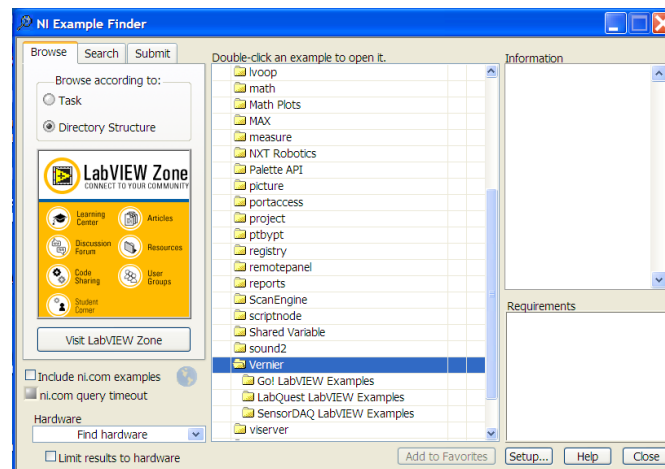 NI Example Finder
Browse
Search
Submit
Browse according to:
Task
Directory Structure
LabVIEW Zone
CONNECT TO YOUR COMMUNITY
Learning Center
Articles
Discussion Forum
Resources
Code Sharing
User Groups
Student Corner
Visit LabVIEW Zone
Include ni.com examples
ni.com query timeout
Hardware
Find hardware
Limit results to hardware
Double-click an example to open it.
lvoop
math
Math Plots
MAX
measure
NXT Robotics
Palette API
picture
portaccess
project
ptbypt
registry
remotepanel
reports
ScanEngine
scriptnode
Shared Variable
sound2
Vernier
Go! LabVIEW Examples
LabQuest LabVIEW Examples
SensorDAQ LabVIEW Examples
viserver
Information
Requirements
Add to Favorites
Setup...
Help
Close